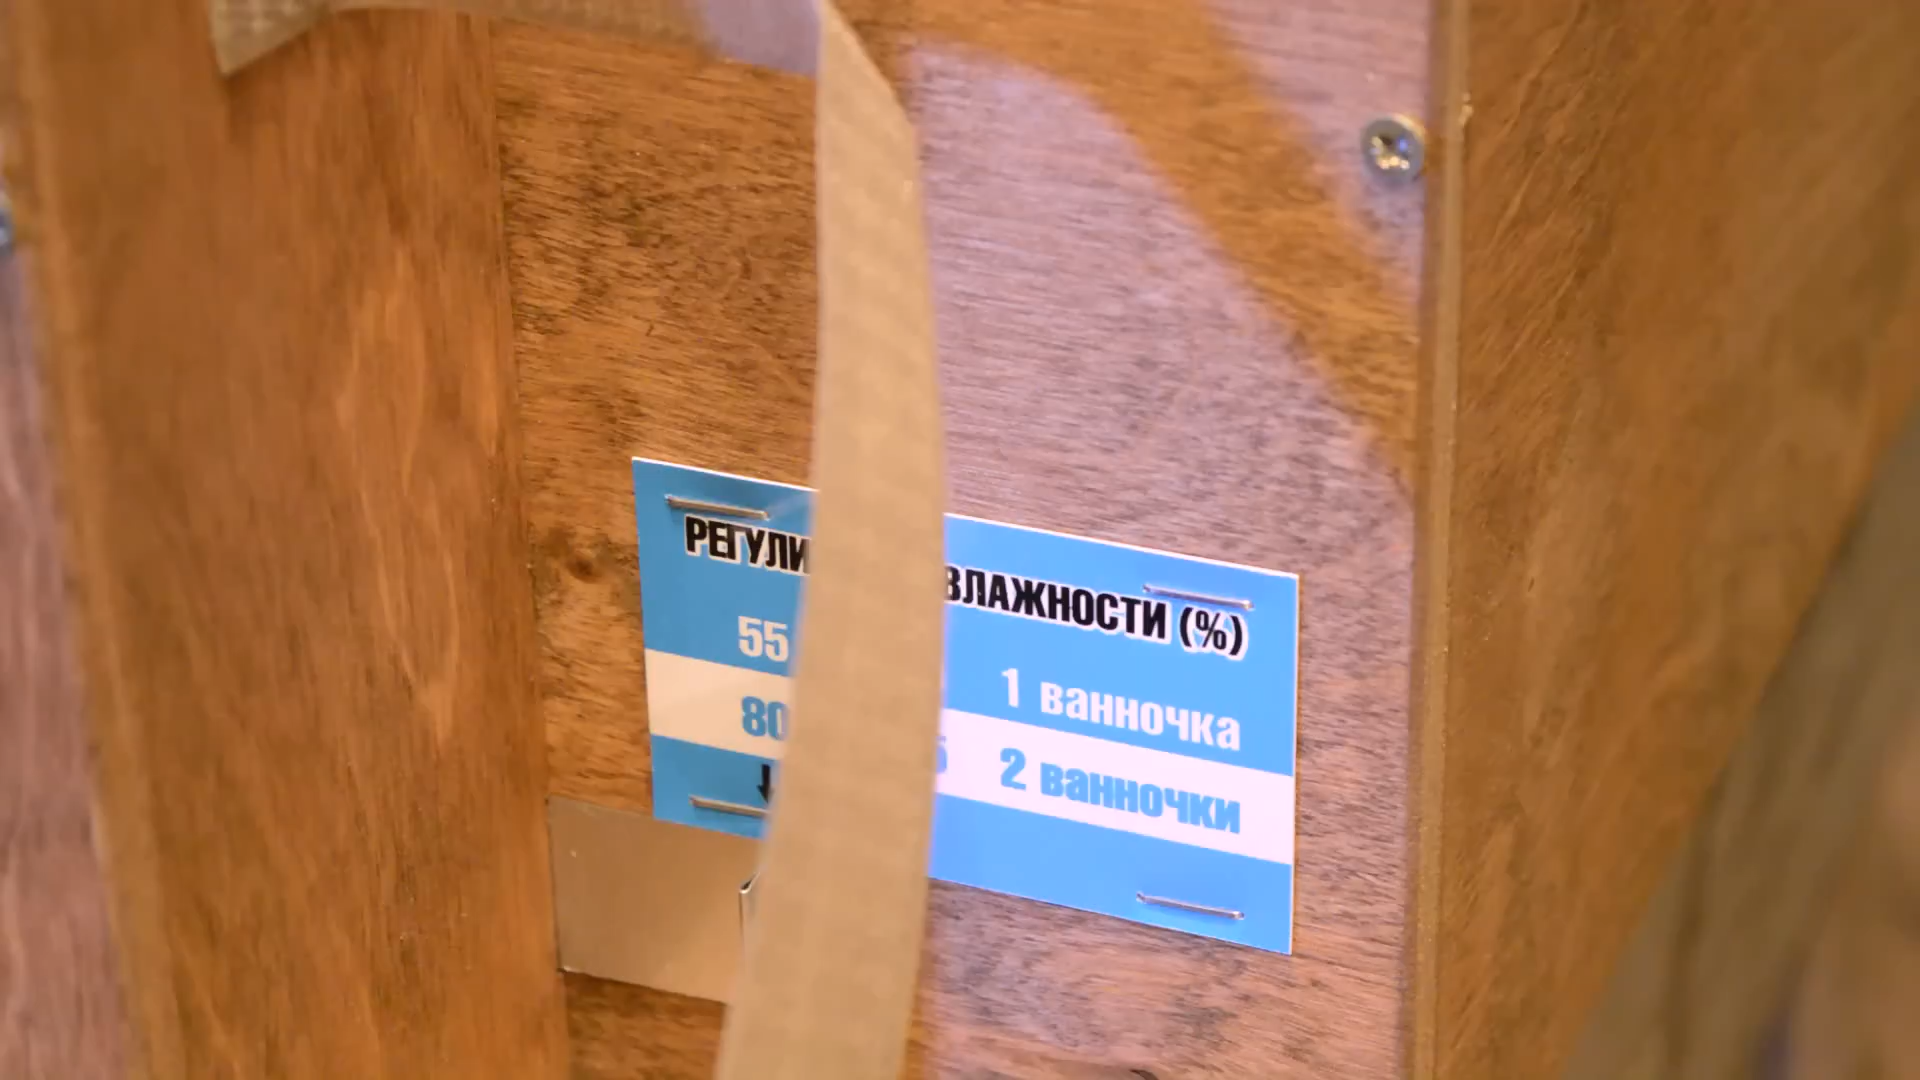 РЕГУЛИ ВЛАЖНОСТИ (%)
55 1 ванночка
80 2 ванночки